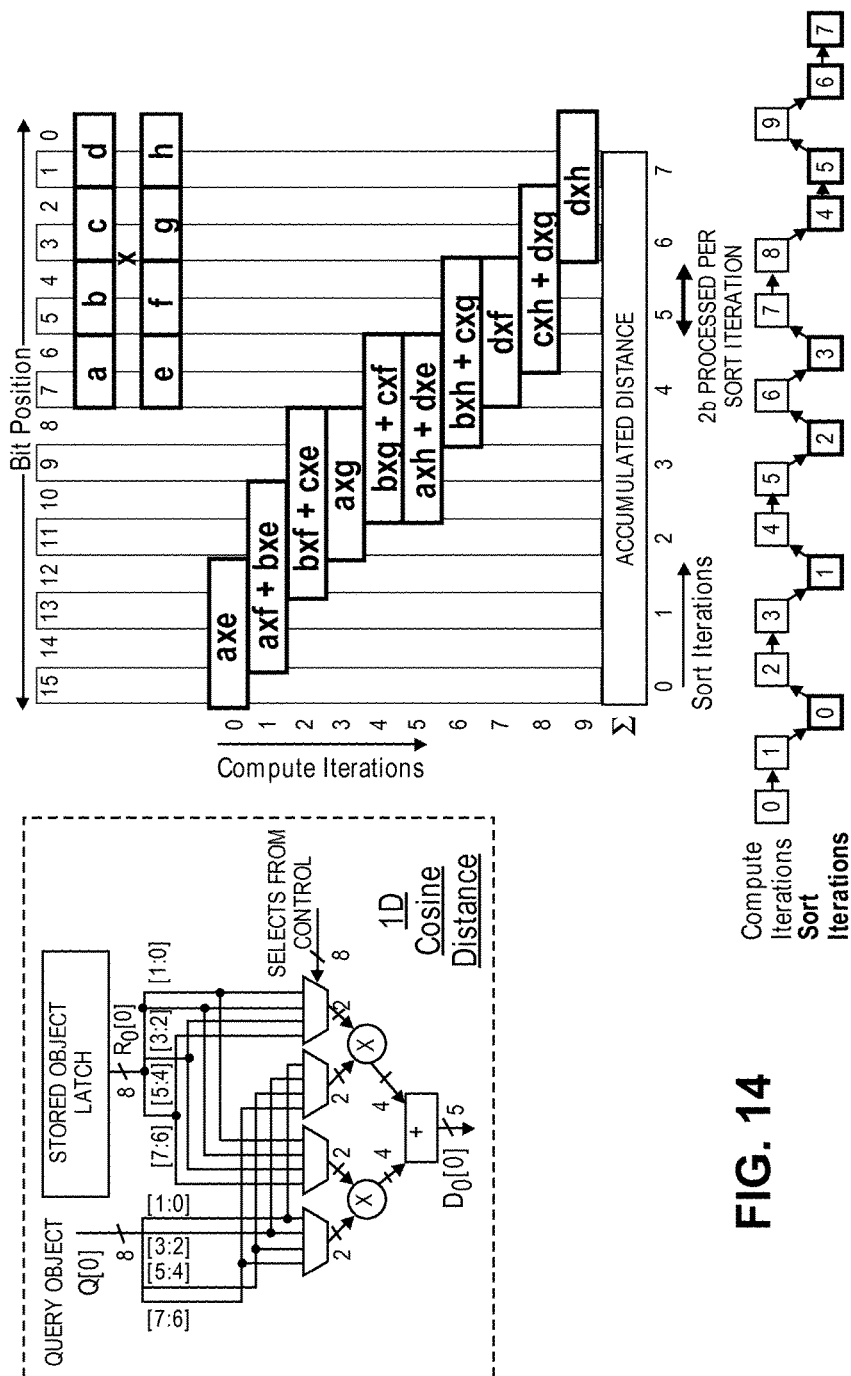 QUERY OBJECT
Q[0]
8
[7:6]
[5:4]
[3:2]
[1:0]
STORED OBJECT
LATCH
8
R0[0]
[7:6]
[5:4]
[3:2]
[1:0]
SELECTS FROM
CONTROL
8
2
2
2
2
X
X
4
4
+
D0[0]
5
1D
Cosine
Distance
Bit Position
15 14 13 12 11 10 9 8 7 6 5 4 3 2 1 0
a b c d
x
e f g h
Compute Iterations
0 axe
1 axf + bxe
2 bxf + cxe
3 axg
4 bxg + cxf
5 axh + dxe
6 bxh + cxg
7 dxf
8 cxh + dxg
9 dxh
Σ ACCUMULATED DISTANCE
0 1 2 3 4 5 6 7
Sort Iterations
2b PROCESSED PER
SORT ITERATION
Compute
Iterations
0 1 2 3 4 5 6 7 8 9
Sort
Iterations
0 1 2 3 4 5 6 7
FIG. 14